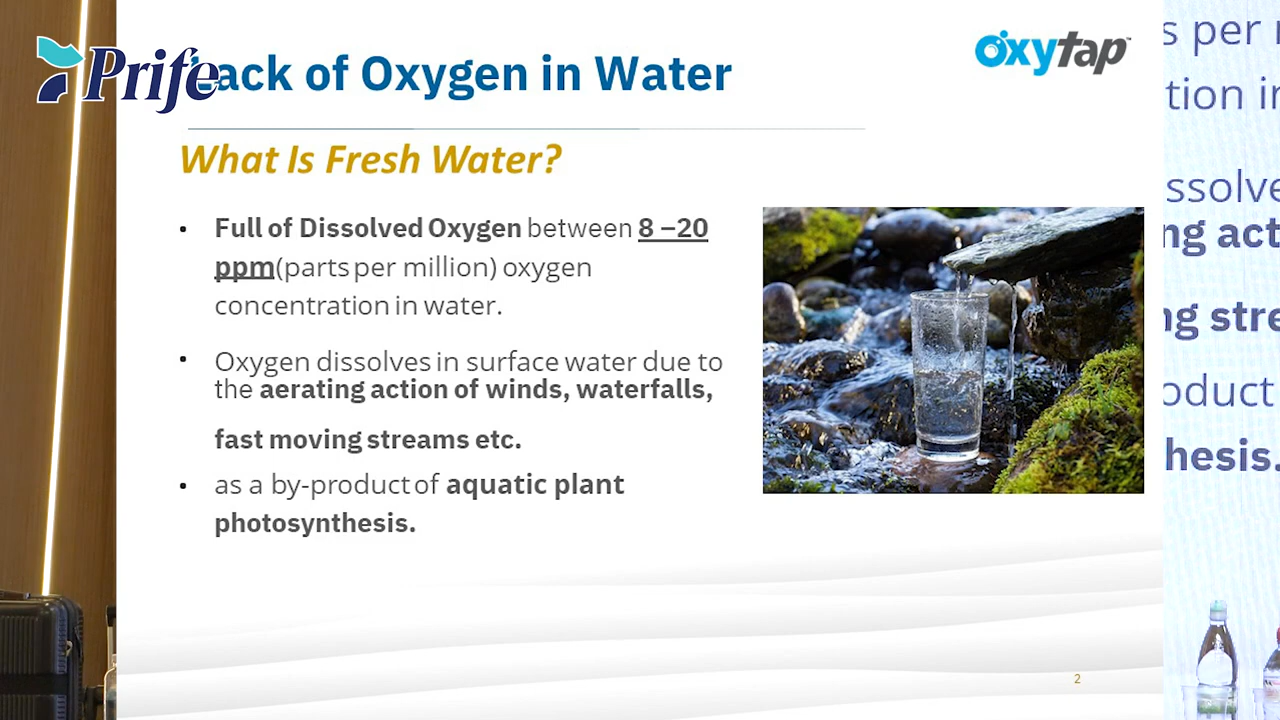 Prife
Lack of Oxygen in Water
Oxytap™
What Is Fresh Water?
• Full of Dissolved Oxygen between 8 –20
ppm(parts per million) oxygen
concentration in water.
• Oxygen dissolves in surface water due to
the aerating action of winds, waterfalls,
fast moving streams etc.
• as a by-product of aquatic plant
photosynthesis.
2
s per
tion in
ssolve
ng act
ng stre
oduct
hesis.